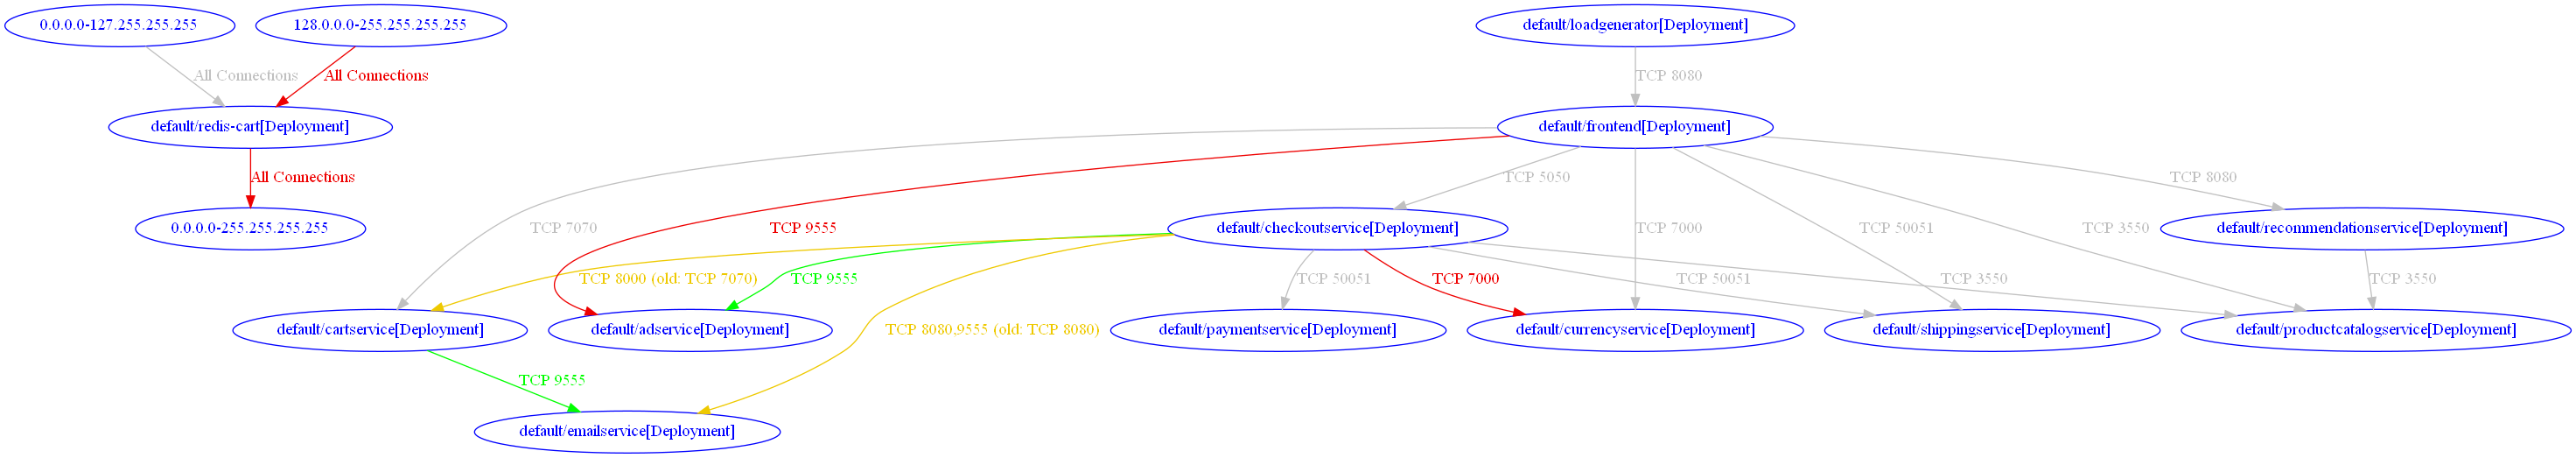 0.0.0.0-127.255.255.255
128.0.0.0-255.255.255.255
default/loadgenerator[Deployment]
All Connections
All Connections
TCP 8080
default/redis-cart[Deployment]
default/frontend[Deployment]
All Connections
TCP 5050
TCP 8080
0.0.0.0-255.255.255.255
TCP 7070
TCP 9555
default/checkoutservice[Deployment]
TCP 7000
TCP 50051
TCP 3550
default/recommendationservice[Deployment]
TCP 8000 (old: TCP 7070)
TCP 9555
TCP 50051
TCP 7000
TCP 50051
TCP 3550
TCP 3550
default/cartservice[Deployment]
default/adservice[Deployment]
TCP 8080,9555 (old: TCP 8080)
default/paymentservice[Deployment]
default/currencyservice[Deployment]
default/shippingservice[Deployment]
default/productcatalogservice[Deployment]
TCP 9555
default/emailservice[Deployment]